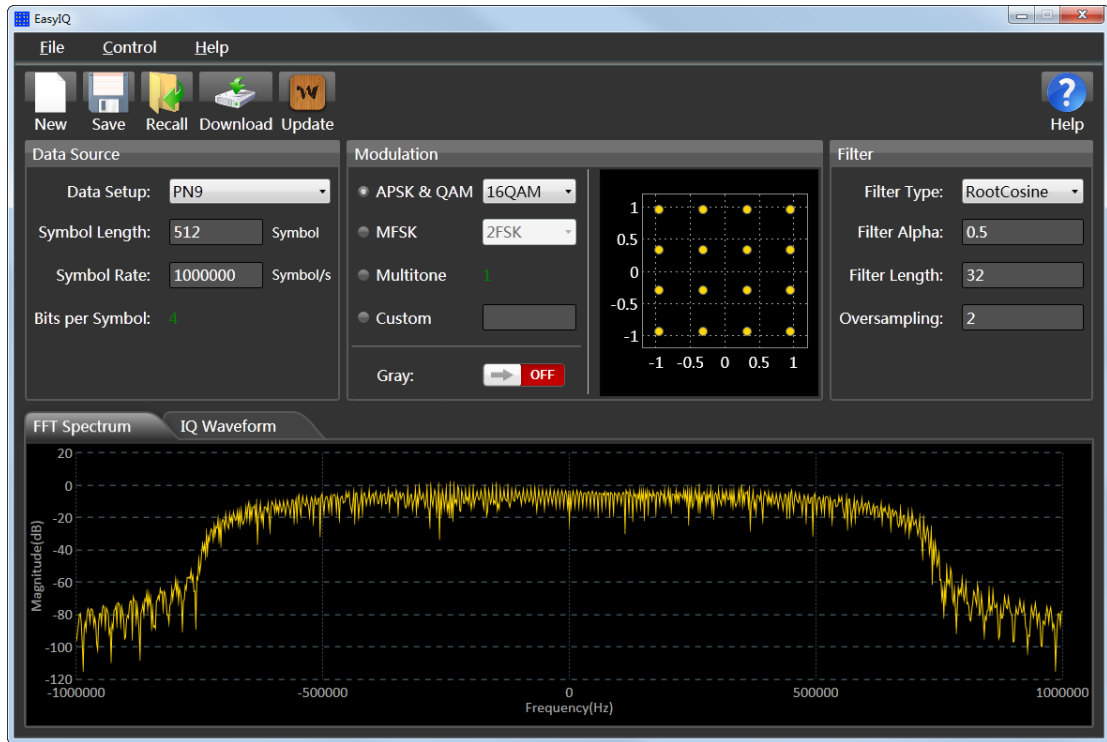 EasyIQ
File Control Help
New Save Recall Download Update Help
Data Source
Data Setup: PN9
Symbol Length: 512 Symbol
Symbol Rate: 1000000 Symbol/s
Bits per Symbol: 4
Modulation
APSK & QAM 16QAM
MFSK 2FSK
Multitone 1
Custom
Gray: OFF
1
0.5
0
-0.5
-1
-1 -0.5 0 0.5 1
Filter
Filter Type: RootCosine
Filter Alpha: 0.5
Filter Length: 32
Oversampling: 2
FFT Spectrum IQ Waveform
Magnitude(dB)
20
0
-20
-40
-60
-80
-100
-120
-1000000 -500000 0 500000 1000000
Frequency(Hz)